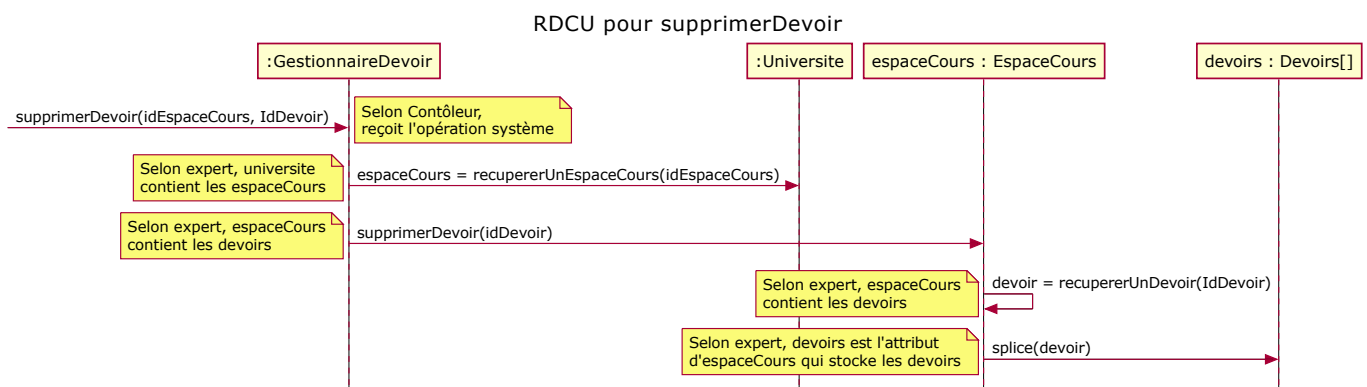 RDCU pour supprimerDevoir
:GestionnaireDevoir
:Universite
espaceCours : EspaceCours
devoirs : Devoirs[]
supprimerDevoir(idEspaceCours, IdDevoir)
Selon Contôleur,
reçoit l'opération système
Selon expert, universite
contient les espaceCours
espaceCours = recupererUnEspaceCours(idEspaceCours)
Selon expert, espaceCours
contient les devoirs
supprimerDevoir(idDevoir)
Selon expert, espaceCours
contient les devoirs
devoir = recupererUnDevoir(IdDevoir)
Selon expert, devoirs est l'attribut
d'espaceCours qui stocke les devoirs
splice(devoir)